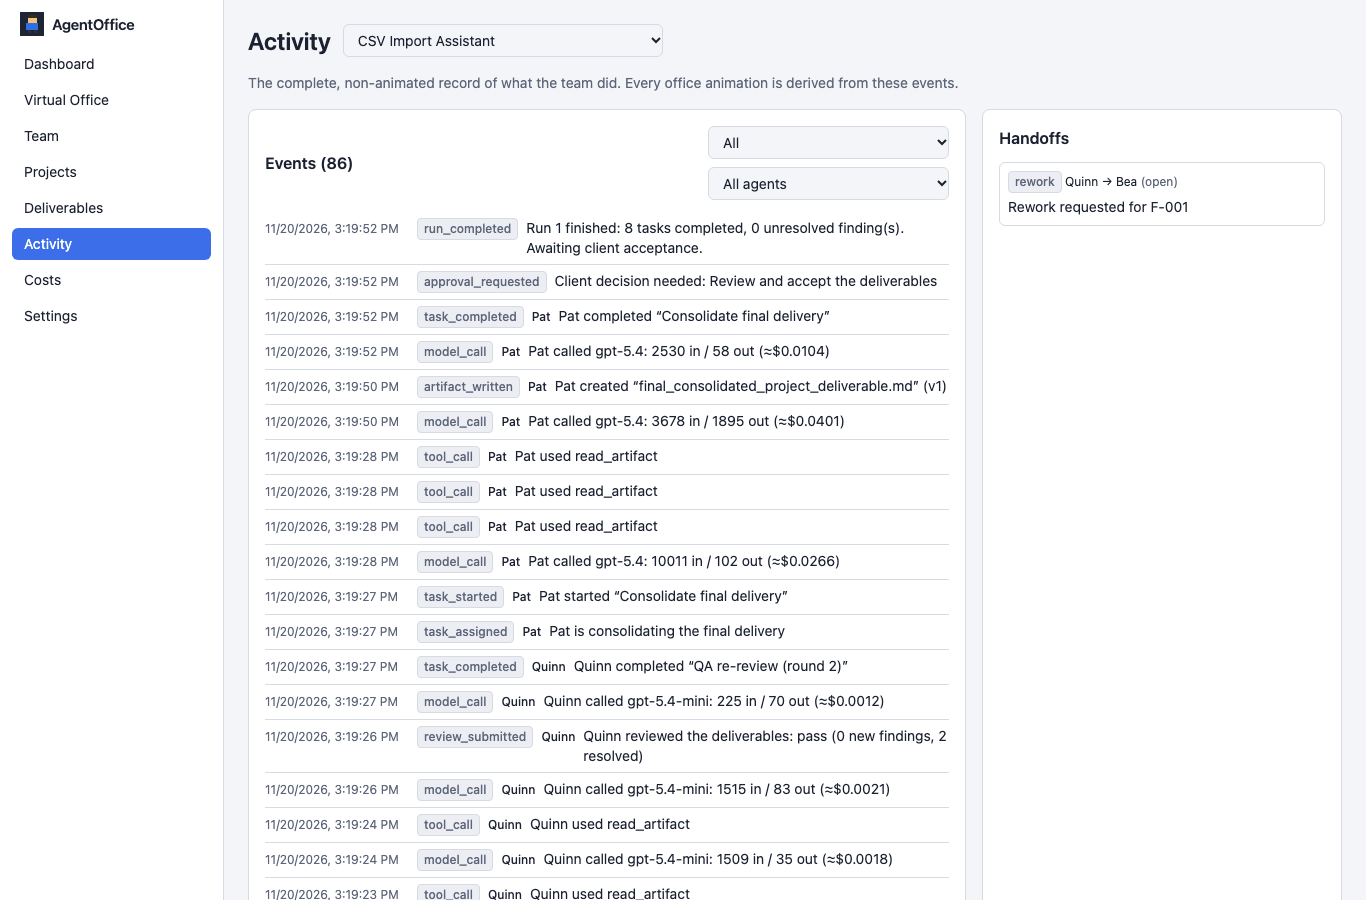 AgentOffice
Dashboard
Virtual Office
Team
Projects
Deliverables
Activity
Costs
Settings
Activity CSV Import Assistant
The complete, non-animated record of what the team did. Every office animation is derived from these events.
Events (86)
All
All agents
11/20/2026, 3:19:52 PM run_completed Run 1 finished: 8 tasks completed, 0 unresolved finding(s).
Awaiting client acceptance.
11/20/2026, 3:19:52 PM approval_requested Client decision needed: Review and accept the deliverables
11/20/2026, 3:19:52 PM task_completed Pat Pat completed “Consolidate final delivery”
11/20/2026, 3:19:52 PM model_call Pat Pat called gpt-5.4: 2530 in / 58 out (≈$0.0104)
11/20/2026, 3:19:50 PM artifact_written Pat Pat created “final_consolidated_project_deliverable.md” (v1)
11/20/2026, 3:19:50 PM model_call Pat Pat called gpt-5.4: 3678 in / 1895 out (≈$0.0401)
11/20/2026, 3:19:28 PM tool_call Pat Pat used read_artifact
11/20/2026, 3:19:28 PM tool_call Pat Pat used read_artifact
11/20/2026, 3:19:28 PM tool_call Pat Pat used read_artifact
11/20/2026, 3:19:28 PM model_call Pat Pat called gpt-5.4: 10011 in / 102 out (≈$0.0266)
11/20/2026, 3:19:27 PM task_started Pat Pat started “Consolidate final delivery”
11/20/2026, 3:19:27 PM task_assigned Pat Pat is consolidating the final delivery
11/20/2026, 3:19:27 PM task_completed Quinn Quinn completed “QA re-review (round 2)”
11/20/2026, 3:19:27 PM model_call Quinn Quinn called gpt-5.4-mini: 225 in / 70 out (≈$0.0012)
11/20/2026, 3:19:26 PM review_submitted Quinn Quinn reviewed the deliverables: pass (0 new findings, 2
resolved)
11/20/2026, 3:19:26 PM model_call Quinn Quinn called gpt-5.4-mini: 1515 in / 83 out (≈$0.0021)
11/20/2026, 3:19:24 PM tool_call Quinn Quinn used read_artifact
11/20/2026, 3:19:24 PM model_call Quinn Quinn called gpt-5.4-mini: 1509 in / 35 out (≈$0.0018)
11/20/2026, 3:19:23 PM tool_call Quinn Quinn used read_artifact
Handoffs
rework Quinn → Bea (open)
Rework requested for F-001